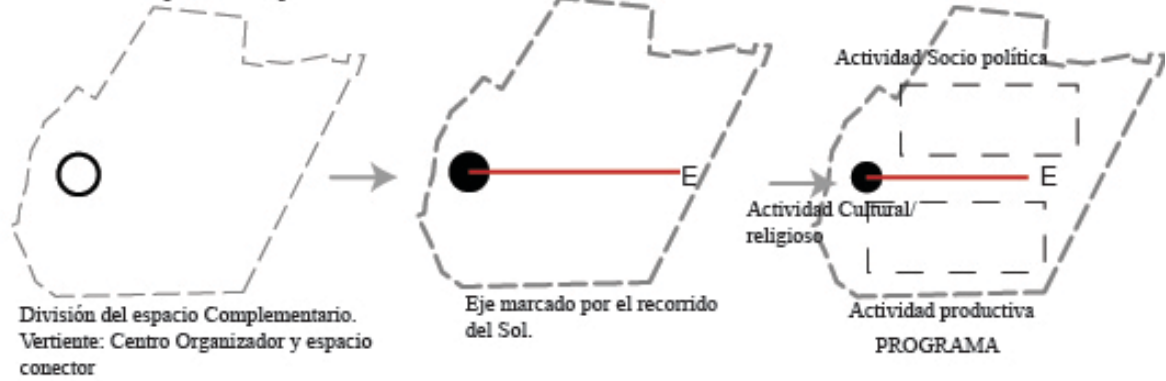 División del espacio Complementario.
Vertiente: Centro Organizador y espacio
conector
E
Eje marcado por el recorrido
del Sol.
Actividad Socio política
E
Actividad Cultural/
religioso
Actividad productiva
PROGRAMA